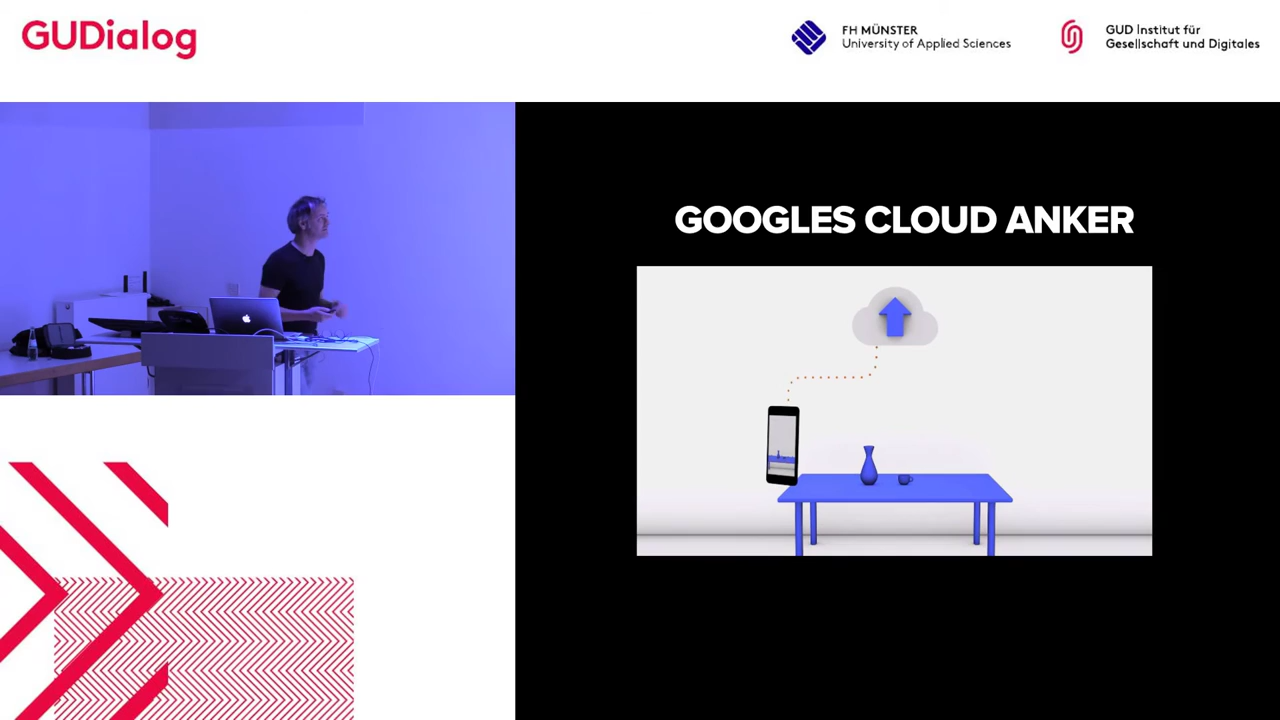 GUDialog
FH MÜNSTER
University of Applied Sciences
GUD Institut für
Gesellschaft und Digitales
GOOGLES CLOUD ANKER